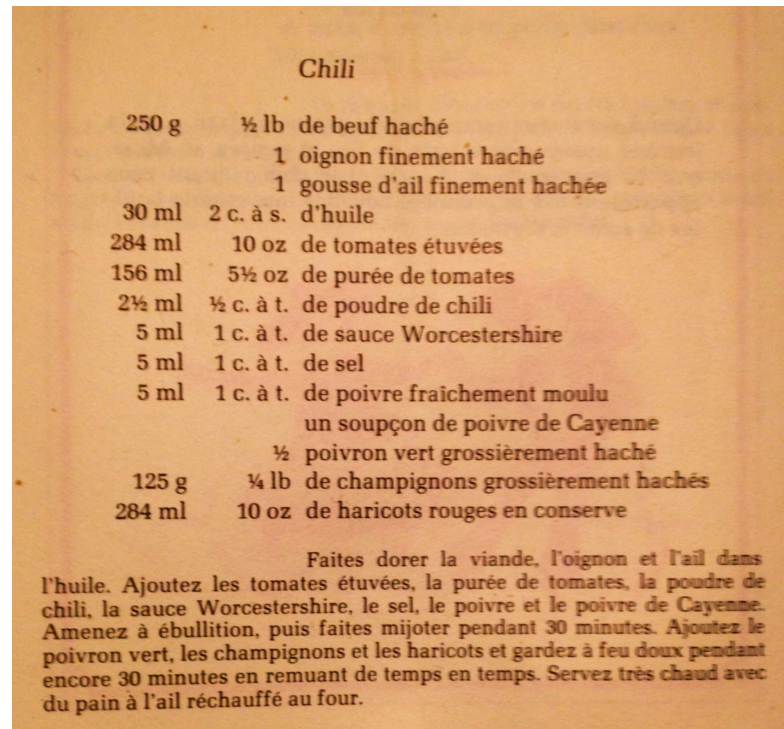 Chili
250 g ½ lb de beuf haché
1 oignon finement haché
1 gousse d'ail finement hachée
30 ml 2 c. à s. d'huile
284 ml 10 oz de tomates étuvées
156 ml 5½ oz de purée de tomates
2½ ml ½ c. à t. de poudre de chili
5 ml 1 c. à t. de sauce Worcestershire
5 ml 1 c. à t. de sel
5 ml 1 c. à t. de poivre fraîchement moulu
un soupçon de poivre de Cayenne
½ poivron vert grossièrement haché
125 g ¼ lb de champignons grossièrement hachés
284 ml 10 oz de haricots rouges en conserve
Faites dorer la viande, l'oignon et l'ail dans
l'huile. Ajoutez les tomates étuvées, la purée de tomates, la poudre de
chili, la sauce Worcestershire, le sel, le poivre et le poivre de Cayenne.
Amenez à ébullition, puis faites mijoter pendant 30 minutes. Ajoutez le
poivron vert, les champignons et les haricots et gardez à feu doux pendant
encore 30 minutes en remuant de temps en temps. Servez très chaud avec
du pain à l'ail réchauffé au four.